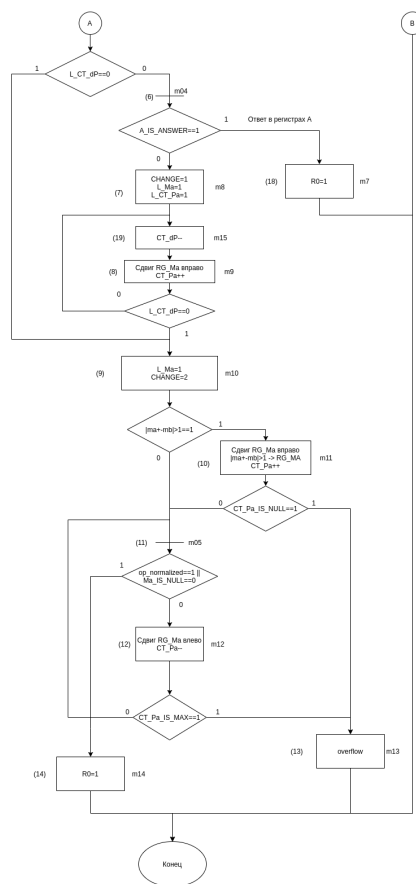 A
B
L_CT_dP==0
1
0
(6)
m04
A_IS_ANSWER==1
1
Ответ в регистрах А
0
(7)
CHANGE=1
L_Ma=1
L_CT_Pa=1
m8
(18)
R0=1
m7
(19)
CT_dP--
m15
(8)
Сдвиг RG_Ma вправо
CT_Pa++
m9
0
L_CT_dP==0
1
(9)
L_Ma=1
CHANGE=2
m10
|ma+-mb|>1==1
1
0
(10)
Сдвиг RG_Ma вправо
|ma+-mb|>1 -> RG_MA
CT_Pa++
m11
0
CT_Pa_IS_NULL==1
1
(11)
m05
1
op_normalized==1 ||
Ma_IS_NULL==0
0
(12)
Сдвиг RG_Ma влево
CT_Pa--
m12
0
CT_Pa_IS_MAX==1
1
(13)
overflow
m13
(14)
R0=1
m14
Конец